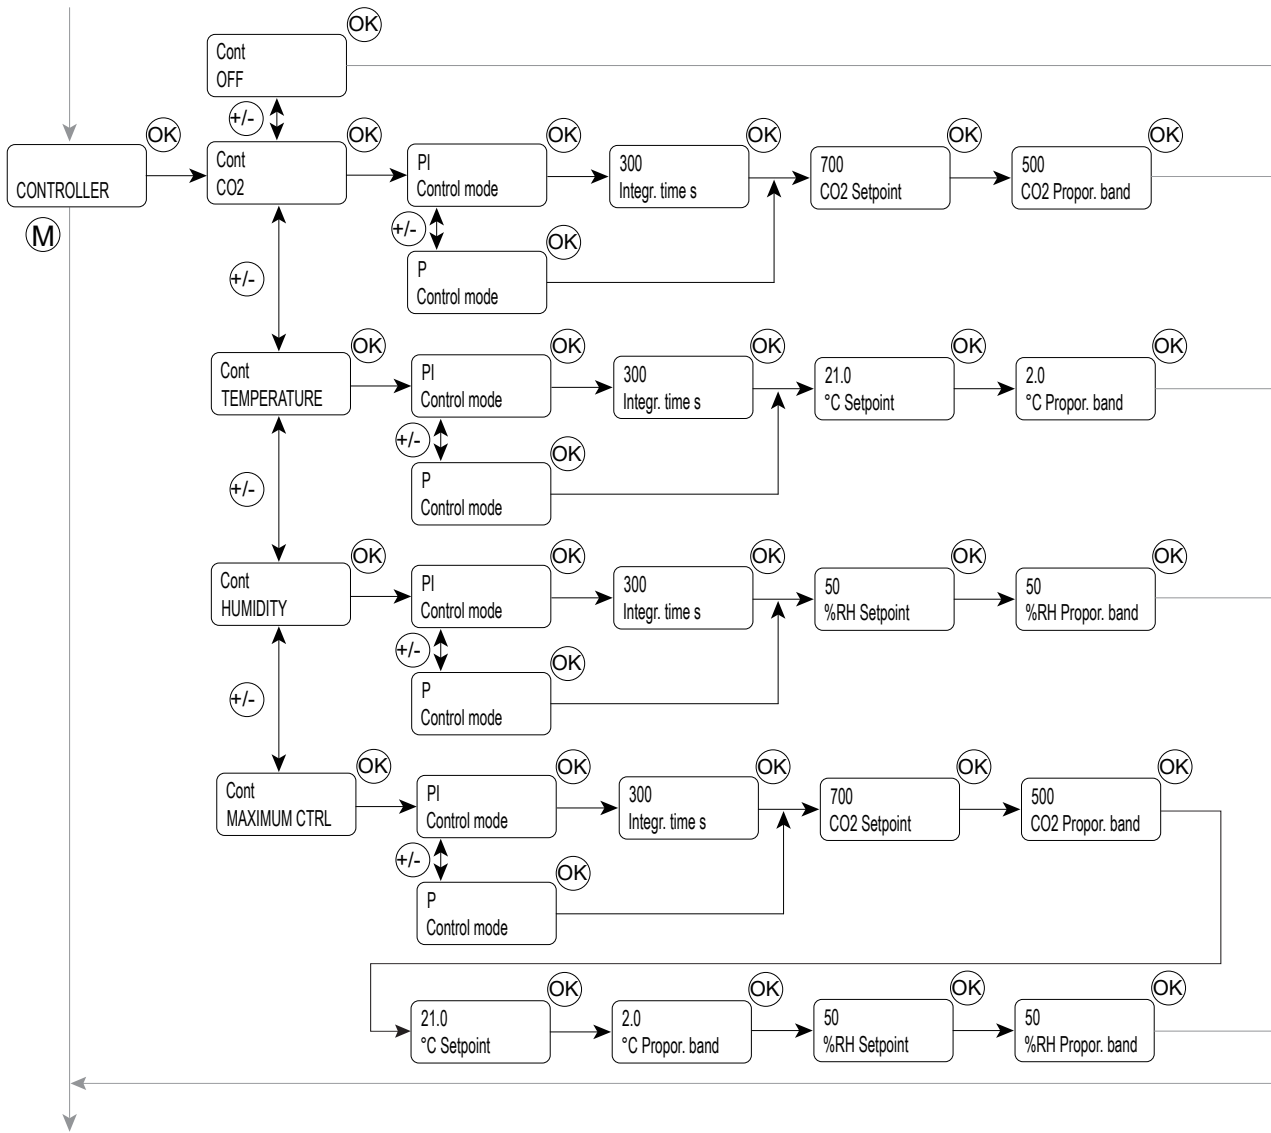 OK
Cont
OFF
+/-
OK
OK
OK
OK
OK
OK
CONTROLLER
Cont
CO2
PI
Control mode
300
Integr. time s
700
CO2 Setpoint
500
CO2 Propor. band
M
+/-
OK
P
Control mode
+/-
OK
OK
OK
OK
OK
Cont
TEMPERATURE
PI
Control mode
300
Integr. time s
21.0
°C Setpoint
2.0
°C Propor. band
+/-
OK
P
Control mode
+/-
OK
OK
OK
OK
OK
Cont
HUMIDITY
PI
Control mode
300
Integr. time s
50
%RH Setpoint
50
%RH Propor. band
+/-
OK
P
Control mode
+/-
OK
OK
OK
OK
OK
Cont
MAXIMUM CTRL
PI
Control mode
300
Integr. time s
700
CO2 Setpoint
500
CO2 Propor. band
+/-
OK
P
Control mode
OK
OK
OK
OK
21.0
°C Setpoint
2.0
°C Propor. band
50
%RH Setpoint
50
%RH Propor. band